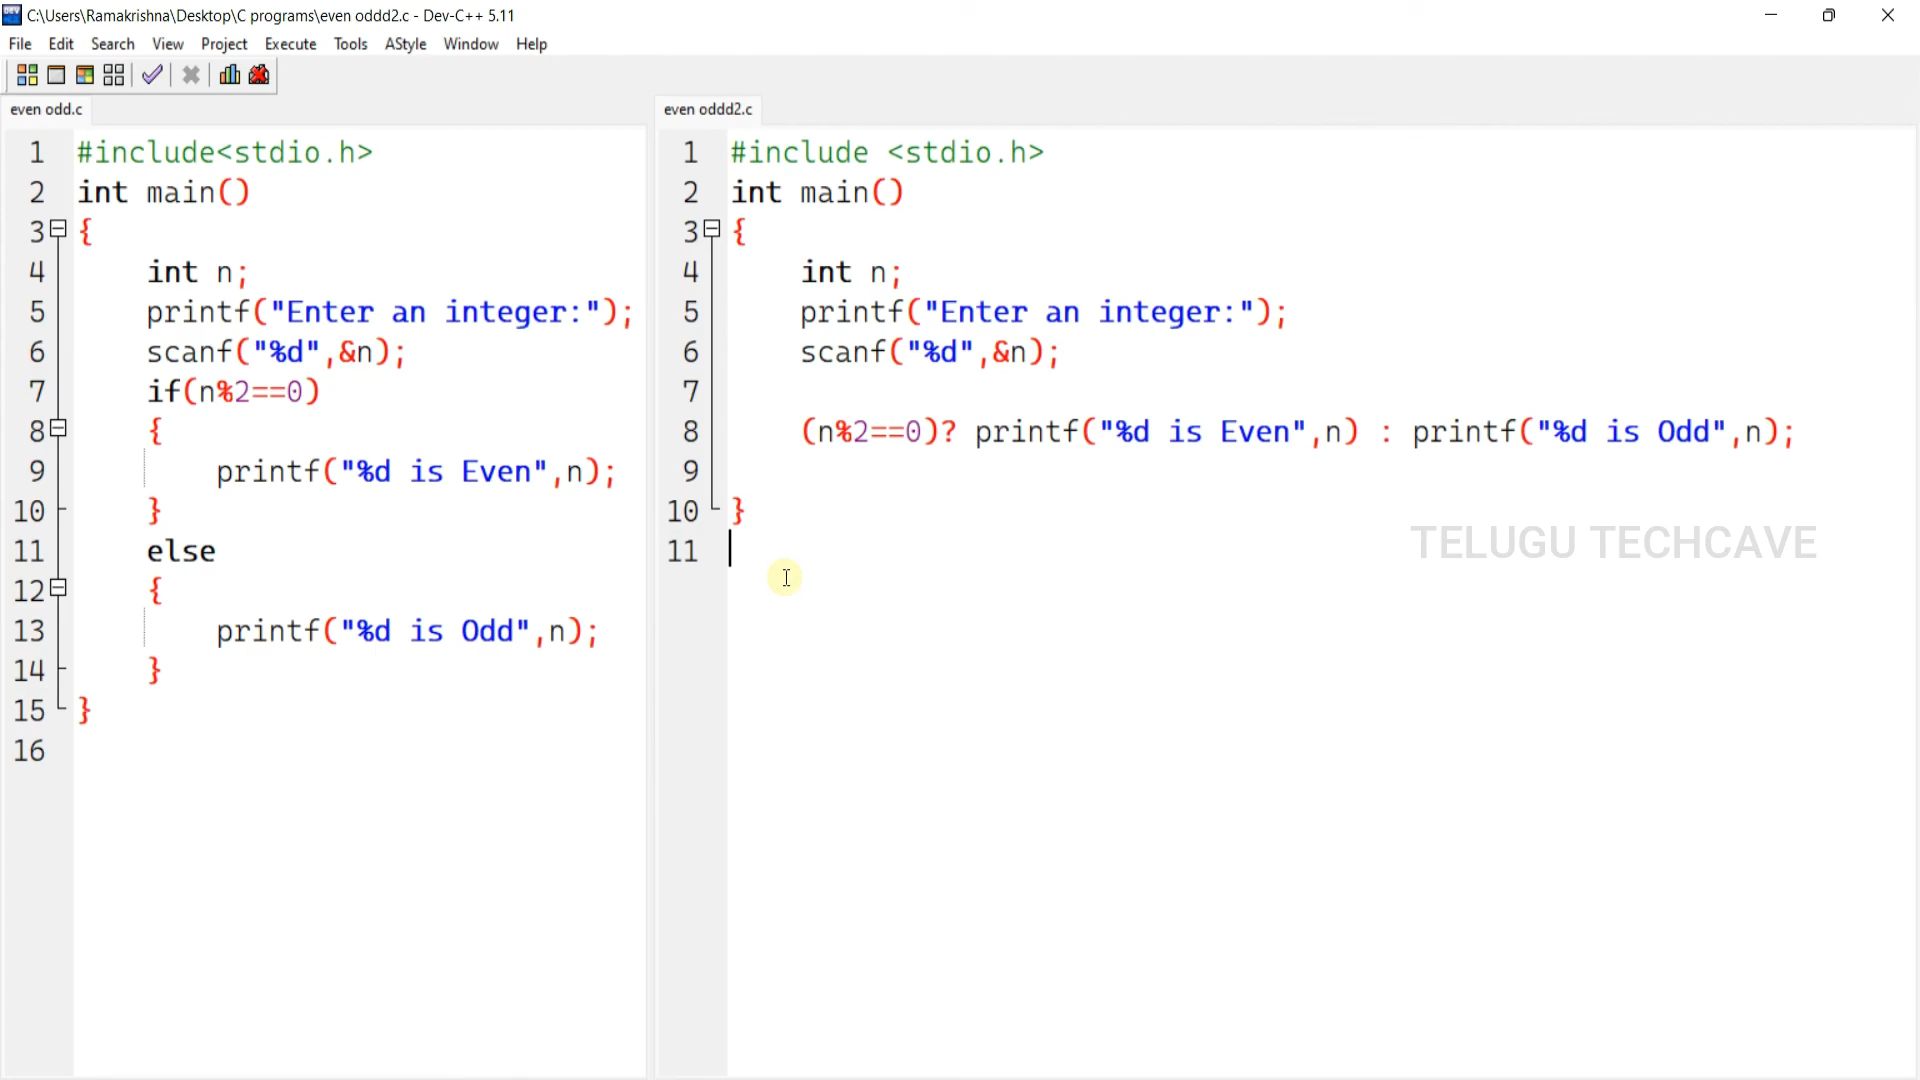 C:\Users\Ramakrishna\Desktop\C programs\even oddd2.c - Dev-C++ 5.11
File Edit Search View Project Execute Tools AStyle Window Help
even odd.c
1 #include<stdio.h>
2 int main()
3 {
4 int n;
5 printf("Enter an integer:");
6 scanf("%d",&n);
7 if(n%2==0)
8 {
9 printf("%d is Even",n);
10 }
11 else
12 {
13 printf("%d is Odd",n);
14 }
15 }
16
even oddd2.c
1 #include <stdio.h>
2 int main()
3 {
4 int n;
5 printf("Enter an integer:");
6 scanf("%d",&n);
7
8 (n%2==0)? printf("%d is Even",n) : printf("%d is Odd",n);
9
10 }
11
TELUGU TECHCAVE